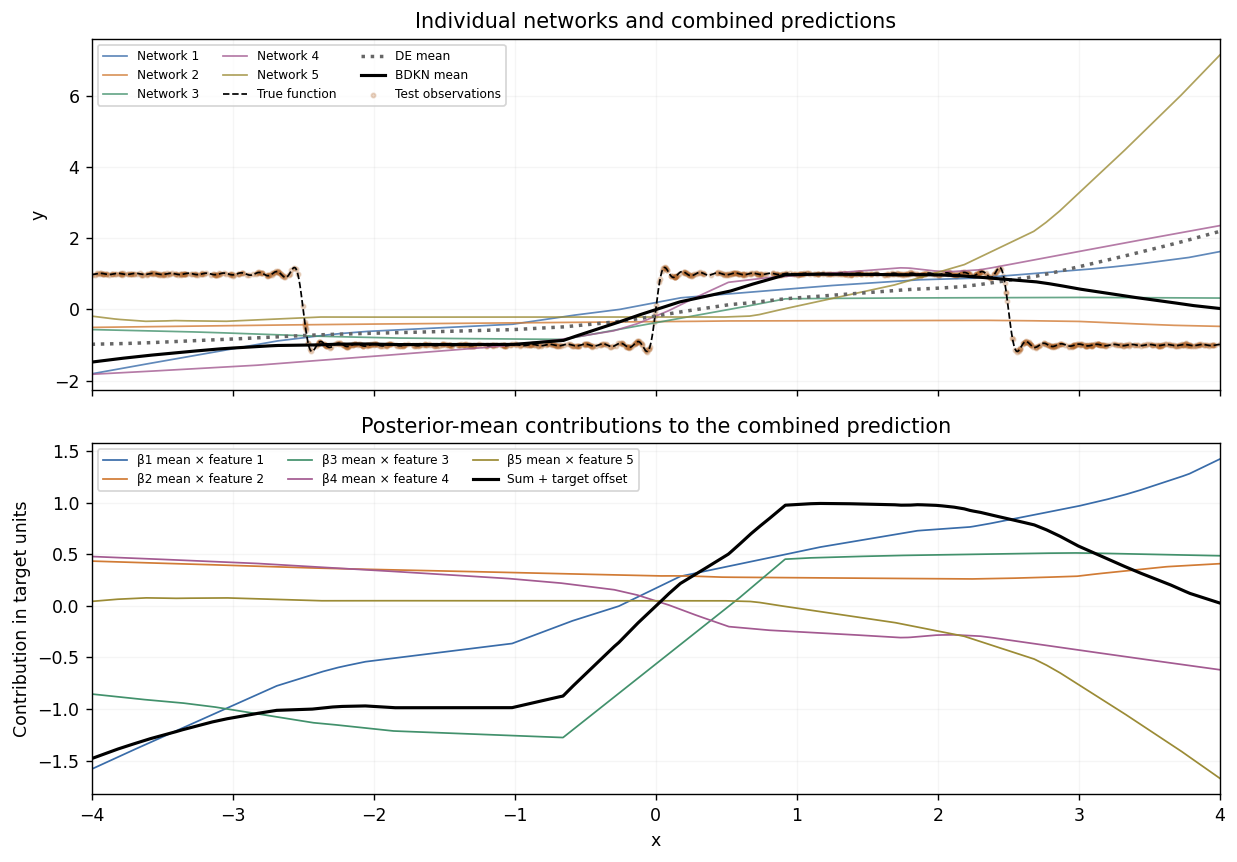 Individual networks and combined predictions
Network 1
Network 2
Network 3
Network 4
Network 5
True function
DE mean
BDKN mean
Test observations
y
6
4
2
0
−2
Posterior-mean contributions to the combined prediction
β1 mean × feature 1
β2 mean × feature 2
β3 mean × feature 3
β4 mean × feature 4
β5 mean × feature 5
Sum + target offset
Contribution in target units
1.5
1.0
0.5
0.0
−0.5
−1.0
−1.5
−4
−3
−2
−1
0
1
2
3
4
x